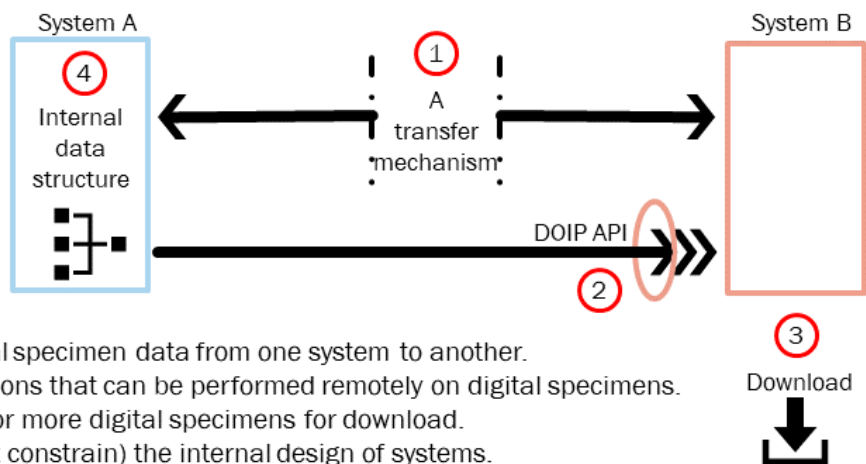 System A
System B
1
4
A
transfer
mechanism
Internal
data
structure
DOIP API
2
3
Download
specimen data from one system to another.
ons that can be performed remotely on digital specimens.
or more digital specimens for download.
constrain) the internal design of systems.